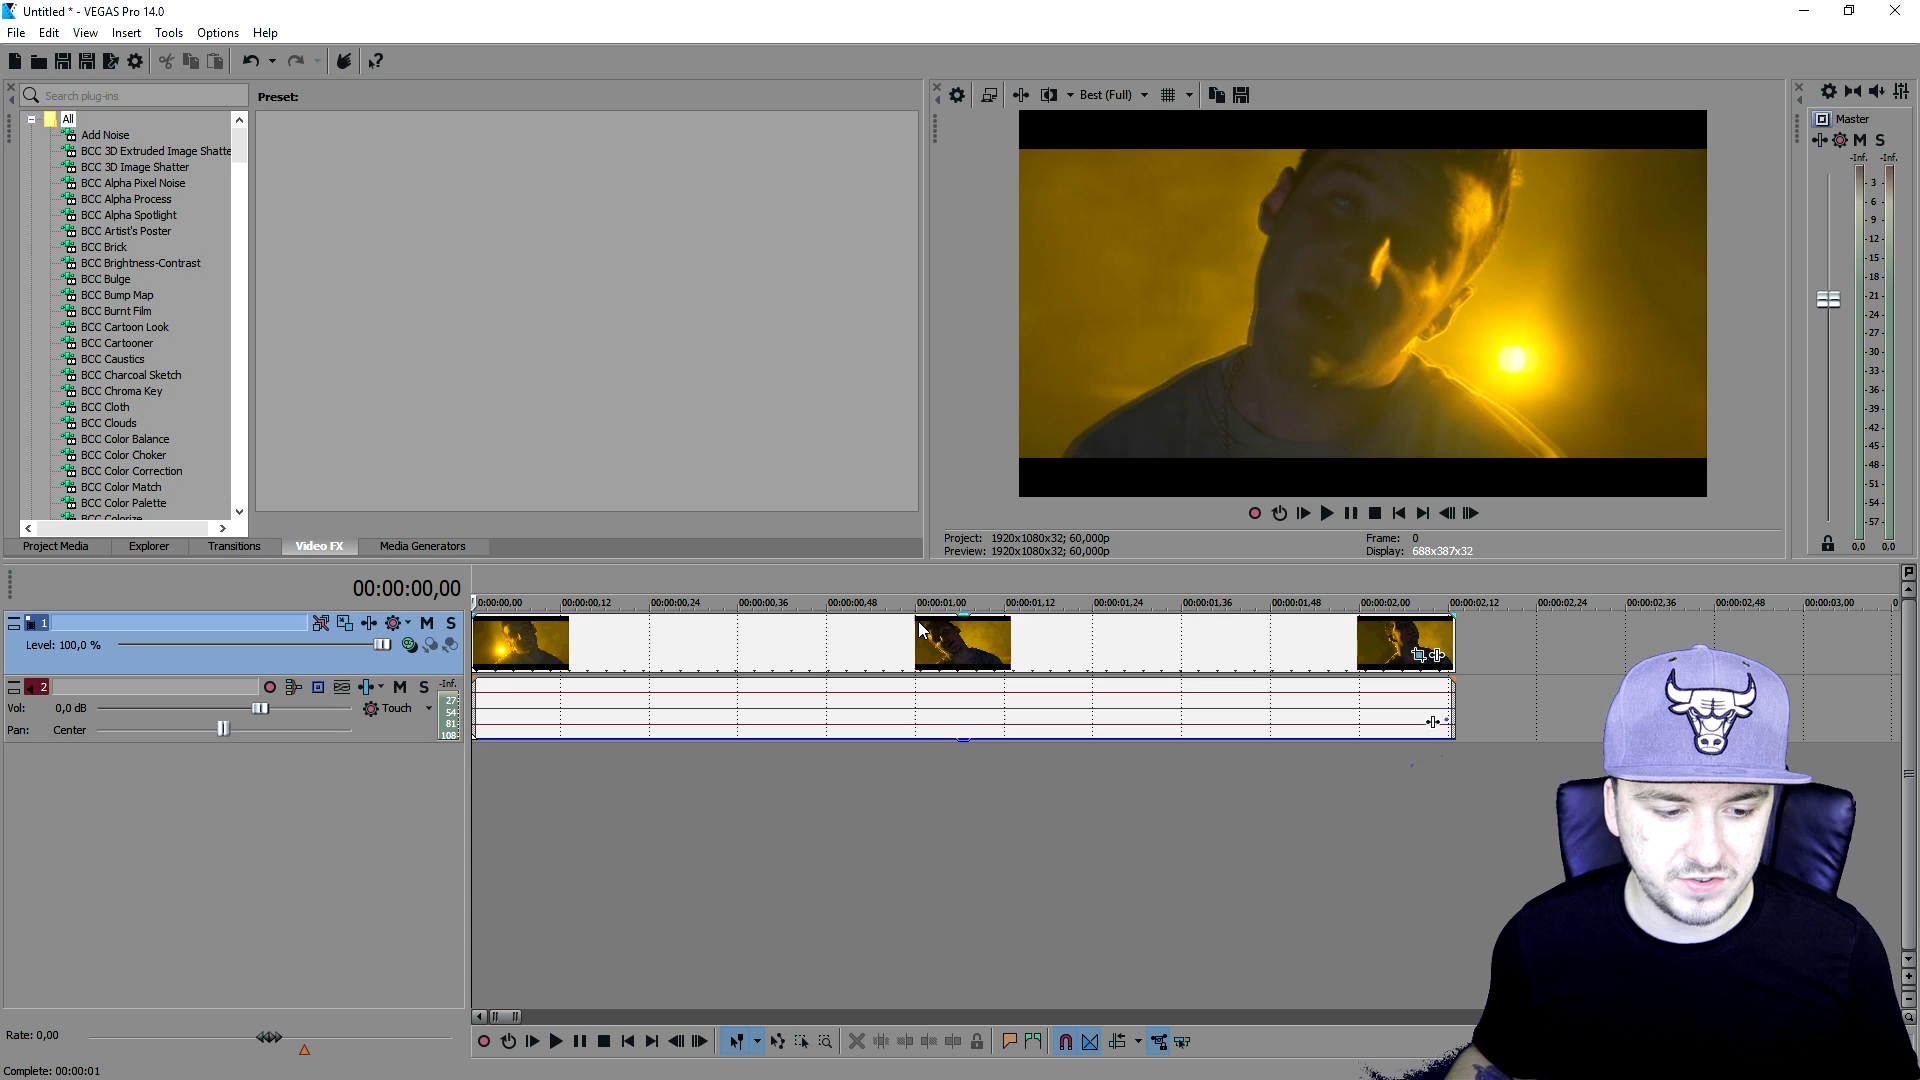 Untitled * - VEGAS Pro 14.0
File Edit View Insert Tools Options Help
Search plug-ins
Preset:
All
Add Noise
BCC 3D Extruded Image Shatte
BCC 3D Image Shatter
BCC Alpha Pixel Noise
BCC Alpha Process
BCC Alpha Spotlight
BCC Artist's Poster
BCC Brick
BCC Brightness-Contrast
BCC Bulge
BCC Bump Map
BCC Burnt Film
BCC Cartoon Look
BCC Cartooner
BCC Caustics
BCC Charcoal Sketch
BCC Chroma Key
BCC Cloth
BCC Clouds
BCC Color Balance
BCC Color Choker
BCC Color Correction
BCC Color Match
BCC Color Palette
BCC Colorize
Project Media Explorer Transitions Video FX Media Generators
Best (Full)
Project: 1920x1080x32; 60,000p
Preview: 1920x1080x32; 60,000p
Frame: 0
Display: 688x387x32
Master
M S
-Inf. -Inf.
3
6
9
12
15
18
21
24
27
30
33
36
39
42
45
48
51
54
57
0,0 0,0
00:00:00,00
0:00:00,00 00:00:00,12 00:00:00,24 00:00:00,36 00:00:00,48 00:00:01,00 00:00:01,12 00:00:01,24 00:00:01,36 00:00:01,48 00:00:02,00 00:00:02,12 00:00:02,24 00:00:02,36 00:00:02,48 00:00:03,00 0
1 M S
Level: 100,0 %
2 M S -Inf.
Vol: 0,0 dB Touch
Pan: Center
27
54
81
108
Rate: 0,00
Complete: 00:00:01